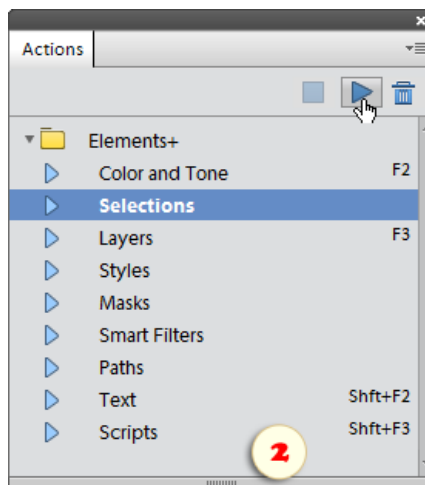 Actions
Elements+
Color and Tone F2
Selections
Layers F3
Styles
Masks
Smart Filters
Paths
Text Shft+F2
Scripts Shft+F3
2